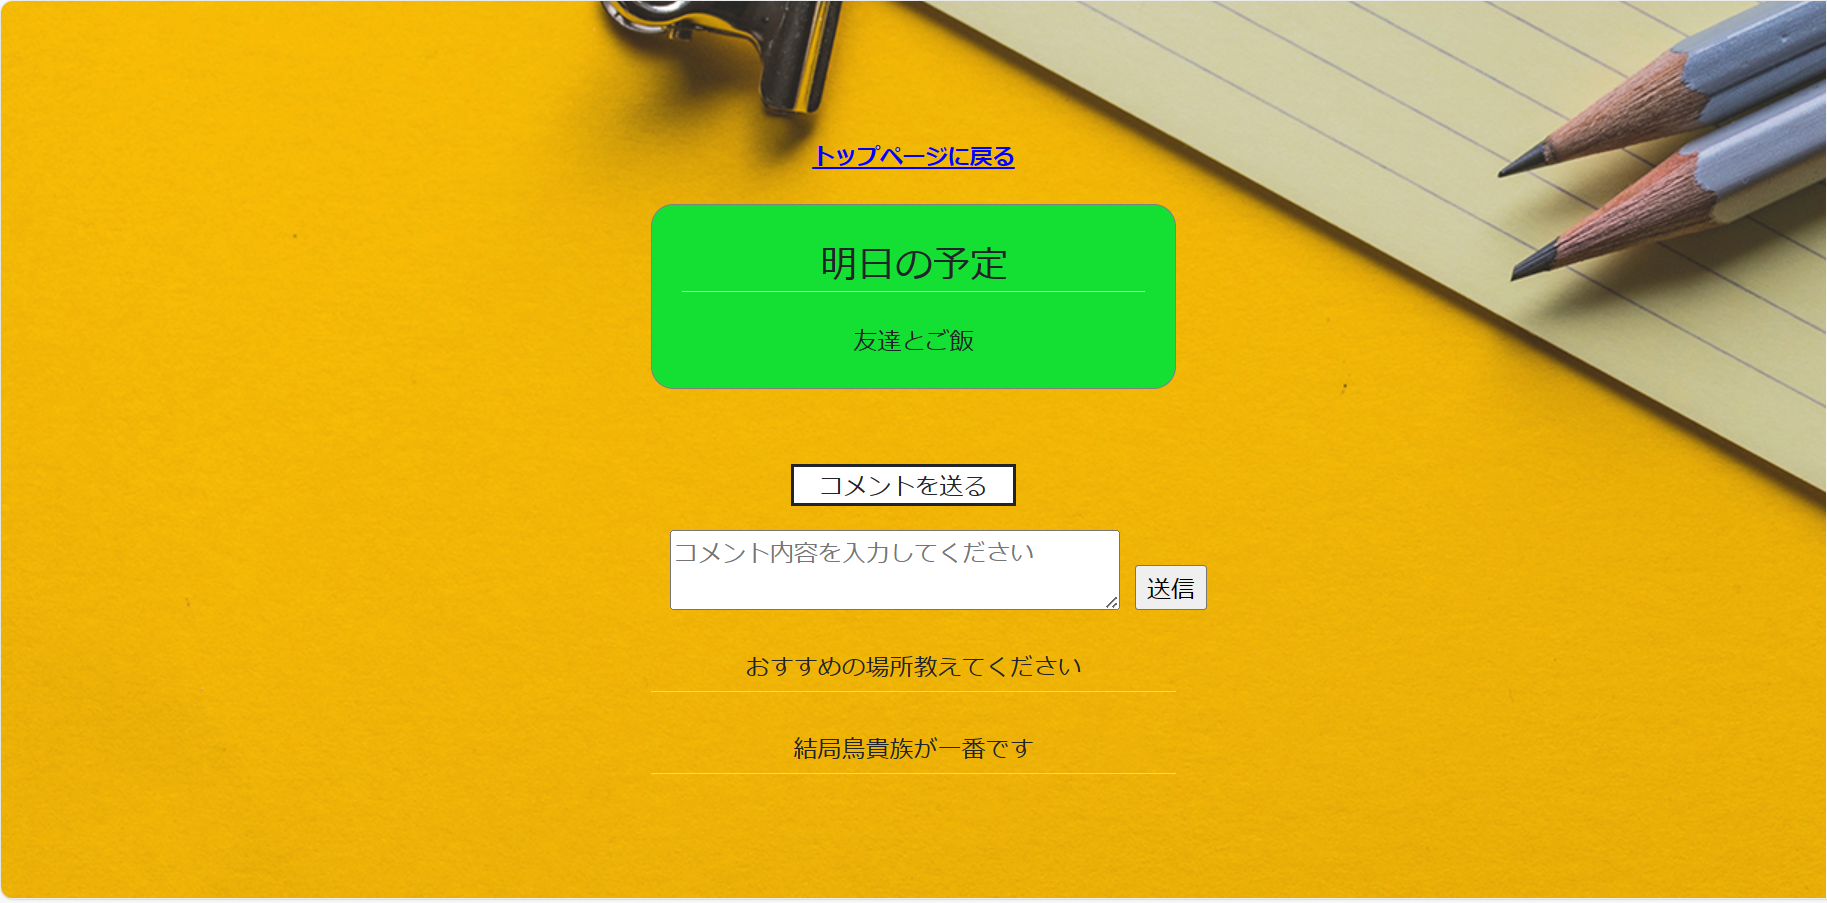 トップページに戻る
明日の予定
友達とご飯
コメントを送る
コメント内容を入力してください
送信
おすすめの場所教えてください
結局鳥貴族が一番です